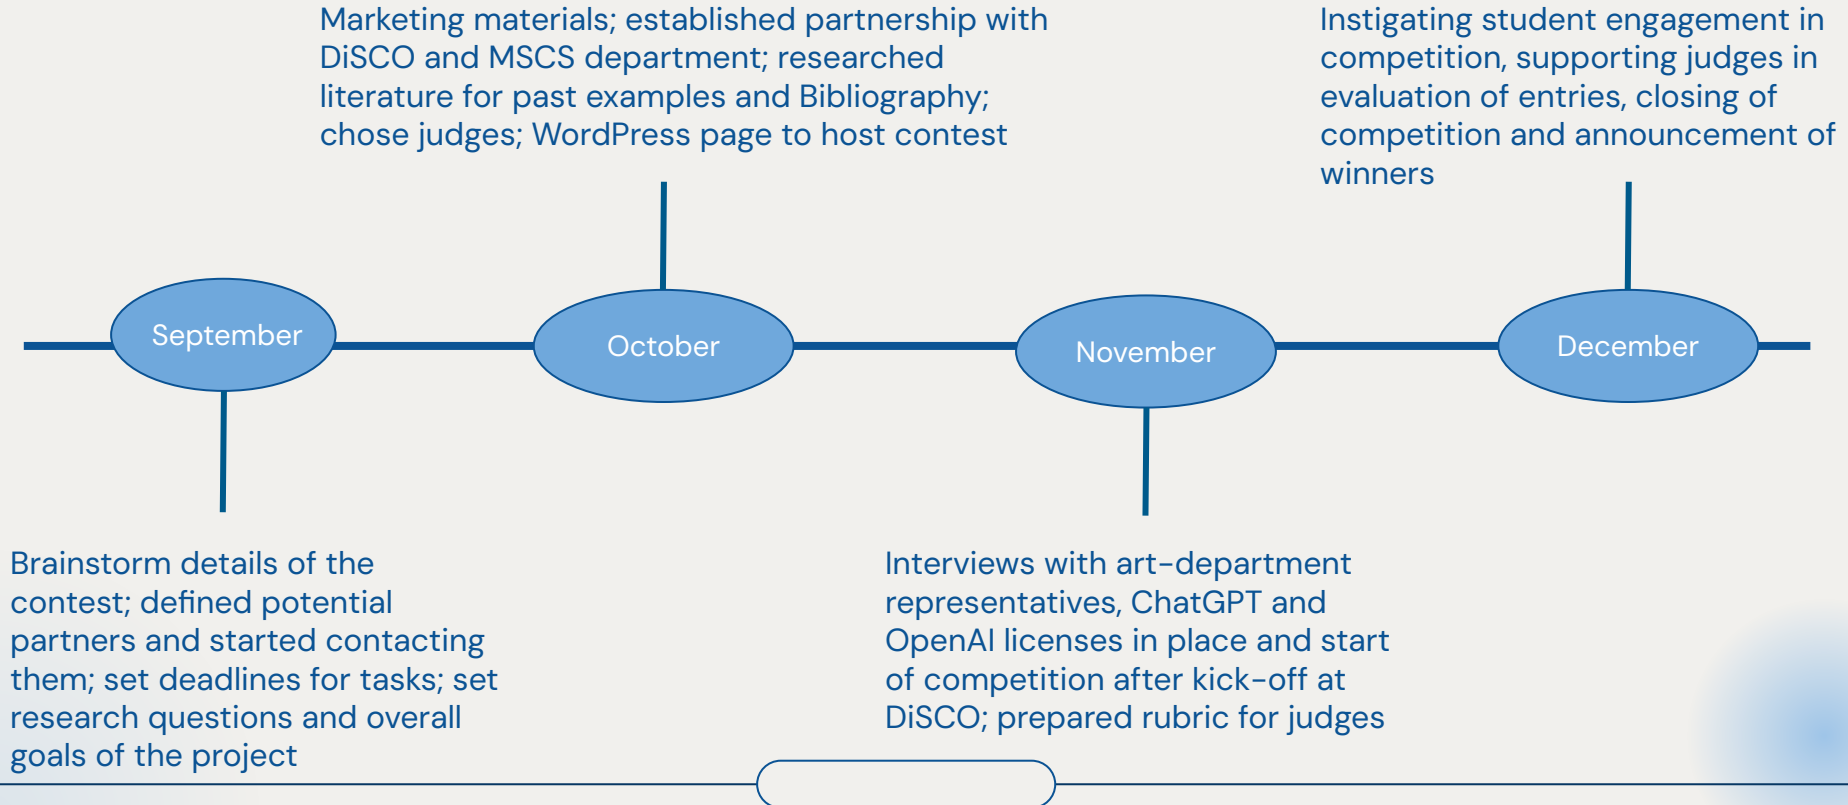 Marketing materials; established partnership with
DiSCO and MSCS department; researched
literature for past examples and Bibliography;
chose judges; WordPress page to host contest
Instigating student engagement in
competition, supporting judges in
evaluation of entries, closing of
competition and announcement of
winners
September
October
November
December
Brainstorm details of the
contest; defined potential
partners and started contacting
them; set deadlines for tasks; set
research questions and overall
goals of the project
Interviews with art-department
representatives, ChatGPT and
OpenAI licenses in place and start
of competition after kick-off at
DiSCO; prepared rubric for judges